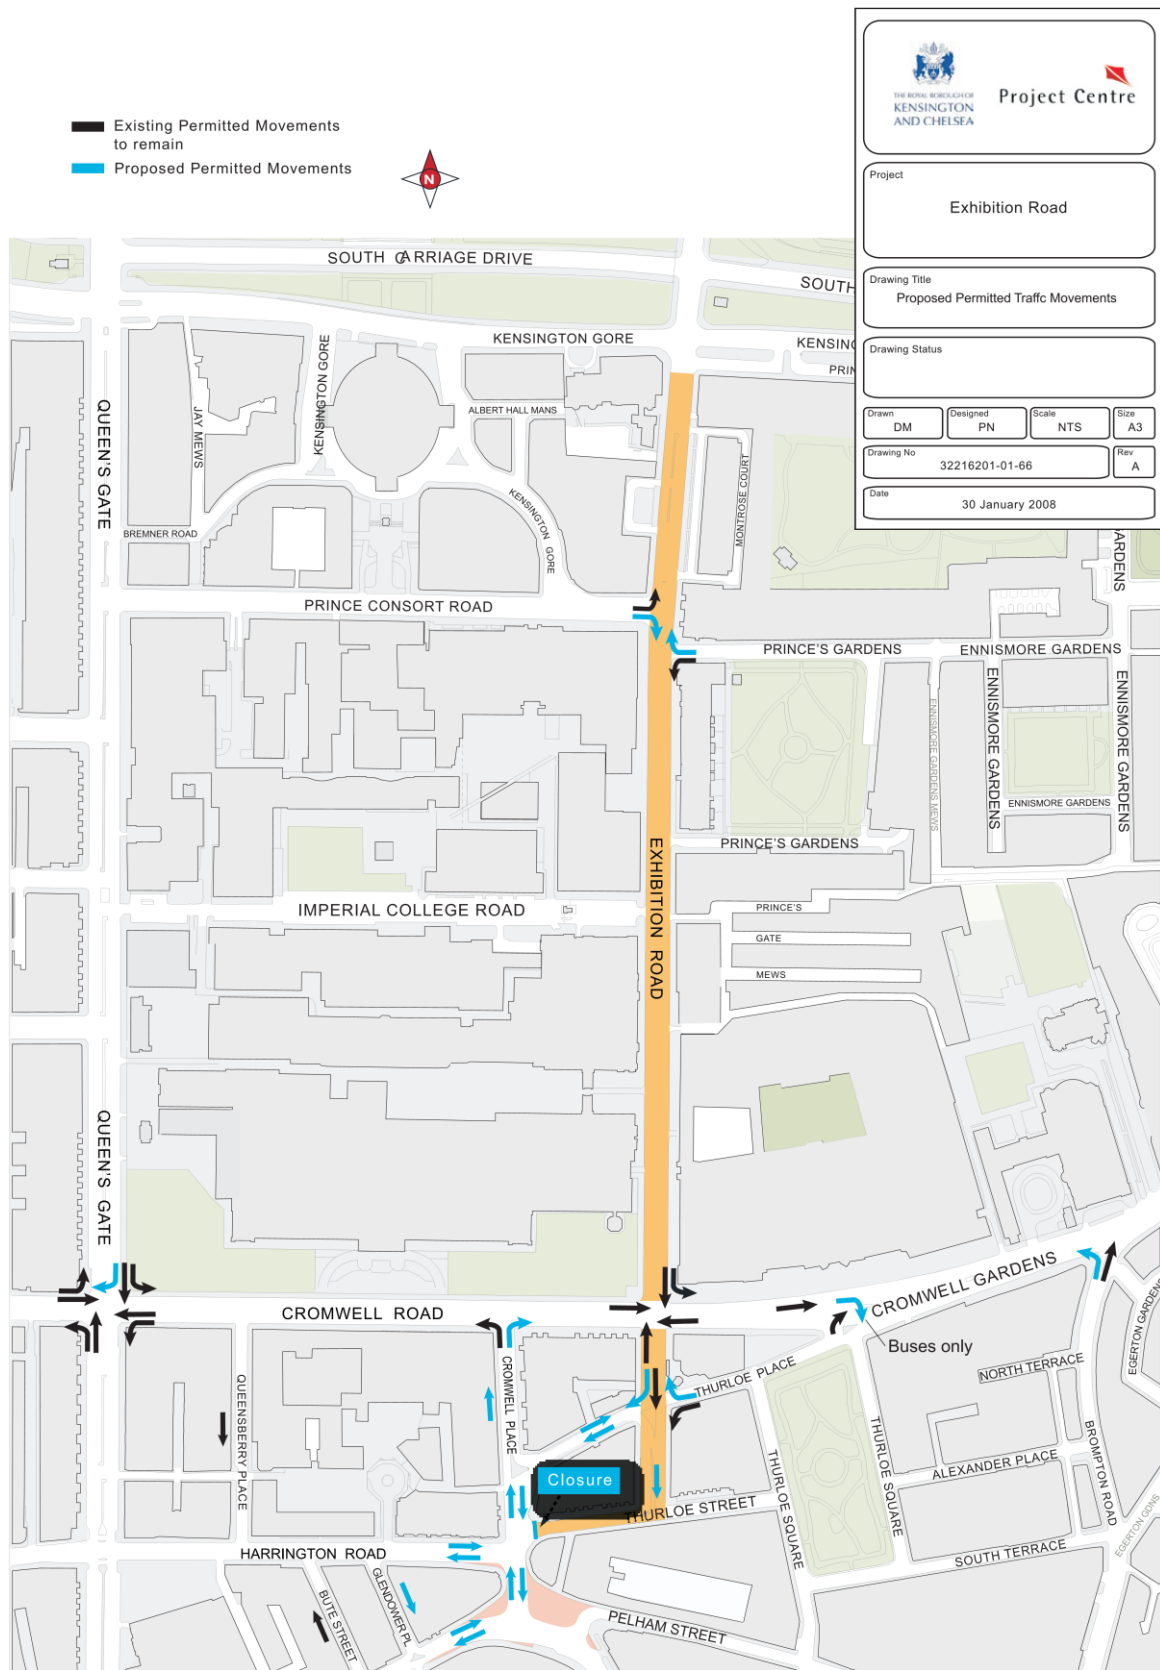 THE ROYAL BOROUGH OF
KENSINGTON
AND CHELSEA
Project Centre
Existing Permitted Movements
to remain
Proposed Permitted Movements
N
Project
Exhibition Road
Drawing Title
Proposed Permitted Traffc Movements
Drawing Status
Drawn
DM
Designed
PN
Scale
NTS
Size
A3
Drawing No
32216201-01-66
Rev
A
Date
30 January 2008
SOUTH CARRIAGE DRIVE
SOUTH
KENSINGTON GORE
KENSING
PRIN
KENSINGTON GORE
QUEEN'S GATE
JAY MEWS
ALBERT HALL MANS
MONTROSE COURT
KENSINGTON GORE
BREMNER ROAD
GARDENS
PRINCE CONSORT ROAD
PRINCE'S GARDENS
ENNISMORE GARDENS
ENNISMORE GARDENS MEWS
ENNISMORE GARDENS
ENNISMORE GARDENS
ENNISMORE GARDENS
PRINCE'S GARDENS
EXHIBITION ROAD
IMPERIAL COLLEGE ROAD
PRINCE'S
GATE
MEWS
QUEEN'S GATE
CROMWELL ROAD
CROMWELL GARDENS
Buses only
EGERTON GARDENS
NORTH TERRACE
THURLOE PLACE
CROMWELL PLACE
QUEENSBERRY PLACE
THURLOE SQUARE
THURLOE SQUARE
BROMPTON ROAD
ALEXANDER PLACE
Closure
THURLOE STREET
EGERTON GDNS
SOUTH TERRACE
HARRINGTON ROAD
GLENDOWER PL
BUTE STREET
PELHAM STREET